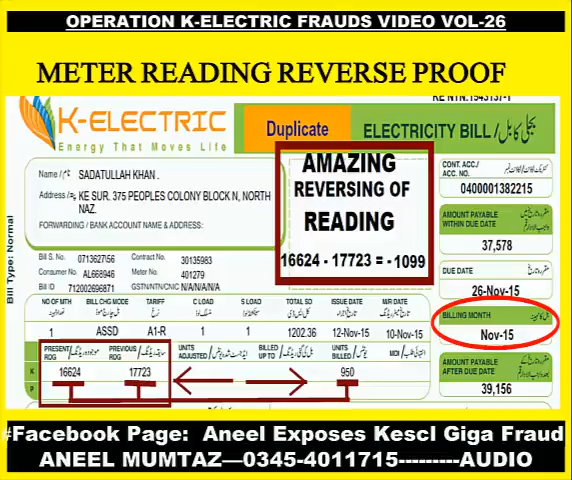 OPERATION K-ELECTRIC FRAUDS VIDEO VOL-26
METER READING REVERSE PROOF
RE NTN.1543137-1
K-ELECTRIC
Energy That Moves Life
Duplicate
ELECTRICITY BILL/بجلی کا بل
AMAZING
REVERSING OF
READING
16624 - 17723 = - 1099
Name/نام SADATULLAH KHAN .
Address/پتہ KE SUR. 375 PEOPLES COLONY BLOCK N, NORTH
NAZ.
FORWARDING / BANK ACCOUNT NAME & ADDRESS:
CONT. ACC./
ACC. NO.
0400001382215
AMOUNT PAYABLE
WITHIN DUE DATE
37,578
DUE DATE
26-Nov-15
BILLING MONTH
Nov-15
AMOUNT PAYABLE
AFTER DUE DATE
39,156
Bill Type: Normal
Bill S. No. 0713627756 Contract No. 30135983
Consumer No. AL668946 Meter No. 401279
Bill ID 712002696871 GSTN/NTN/CNIC N/A/N/A/N/A
NO OF MTH BILL CHG MODE TARIFF C LOAD S LOAD TOTAL SD ISSUE DATE M/R DATE
1 ASSD A1-R 1 1 1202.36 12-Nov-15 10-Nov-15
PRESENT RDG PREVIOUS RDG UNITS ADJUSTED/ BILLED UP TO/ UNITS BILLED/ MDI/
K 16624 17723 950
P
#Facebook Page: Aneel Exposes Kescl Giga Fraud
ANEEL MUMTAZ—0345-4011715---------AUDIO